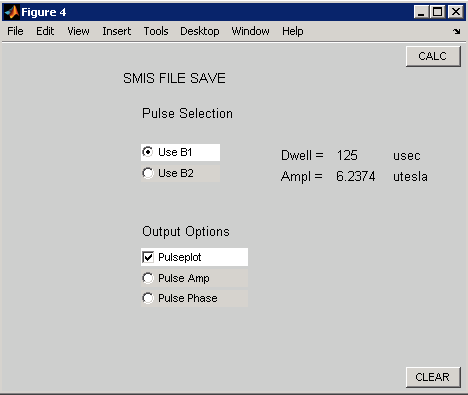 Figure 4
File Edit View Insert Tools Desktop Window Help
CALC
SMIS FILE SAVE
Pulse Selection
Use B1
Use B2
Dwell = 125 usec
Ampl = 6.2374 utesla
Output Options
Pulseplot
Pulse Amp
Pulse Phase
CLEAR